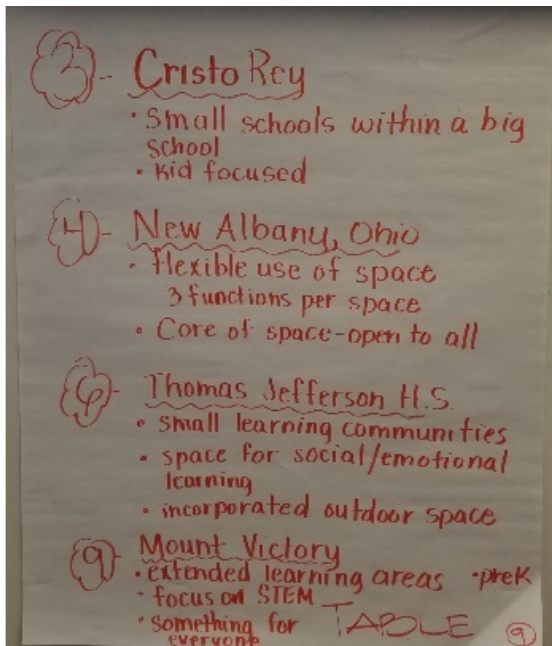 3 - Cristo Rey
• Small schools within a big
school
• Kid focused
4 - New Albany, Ohio
• flexible use of space
3 functions per space
• Core of space-open to all
6 - Thomas Jefferson H.S.
• small learning communities
• space for social/emotional
learning
• incorporated outdoor space
9 - Mount Victory
• extended learning areas • preK
• focus on STEM
• something for TABLE 9
everyone